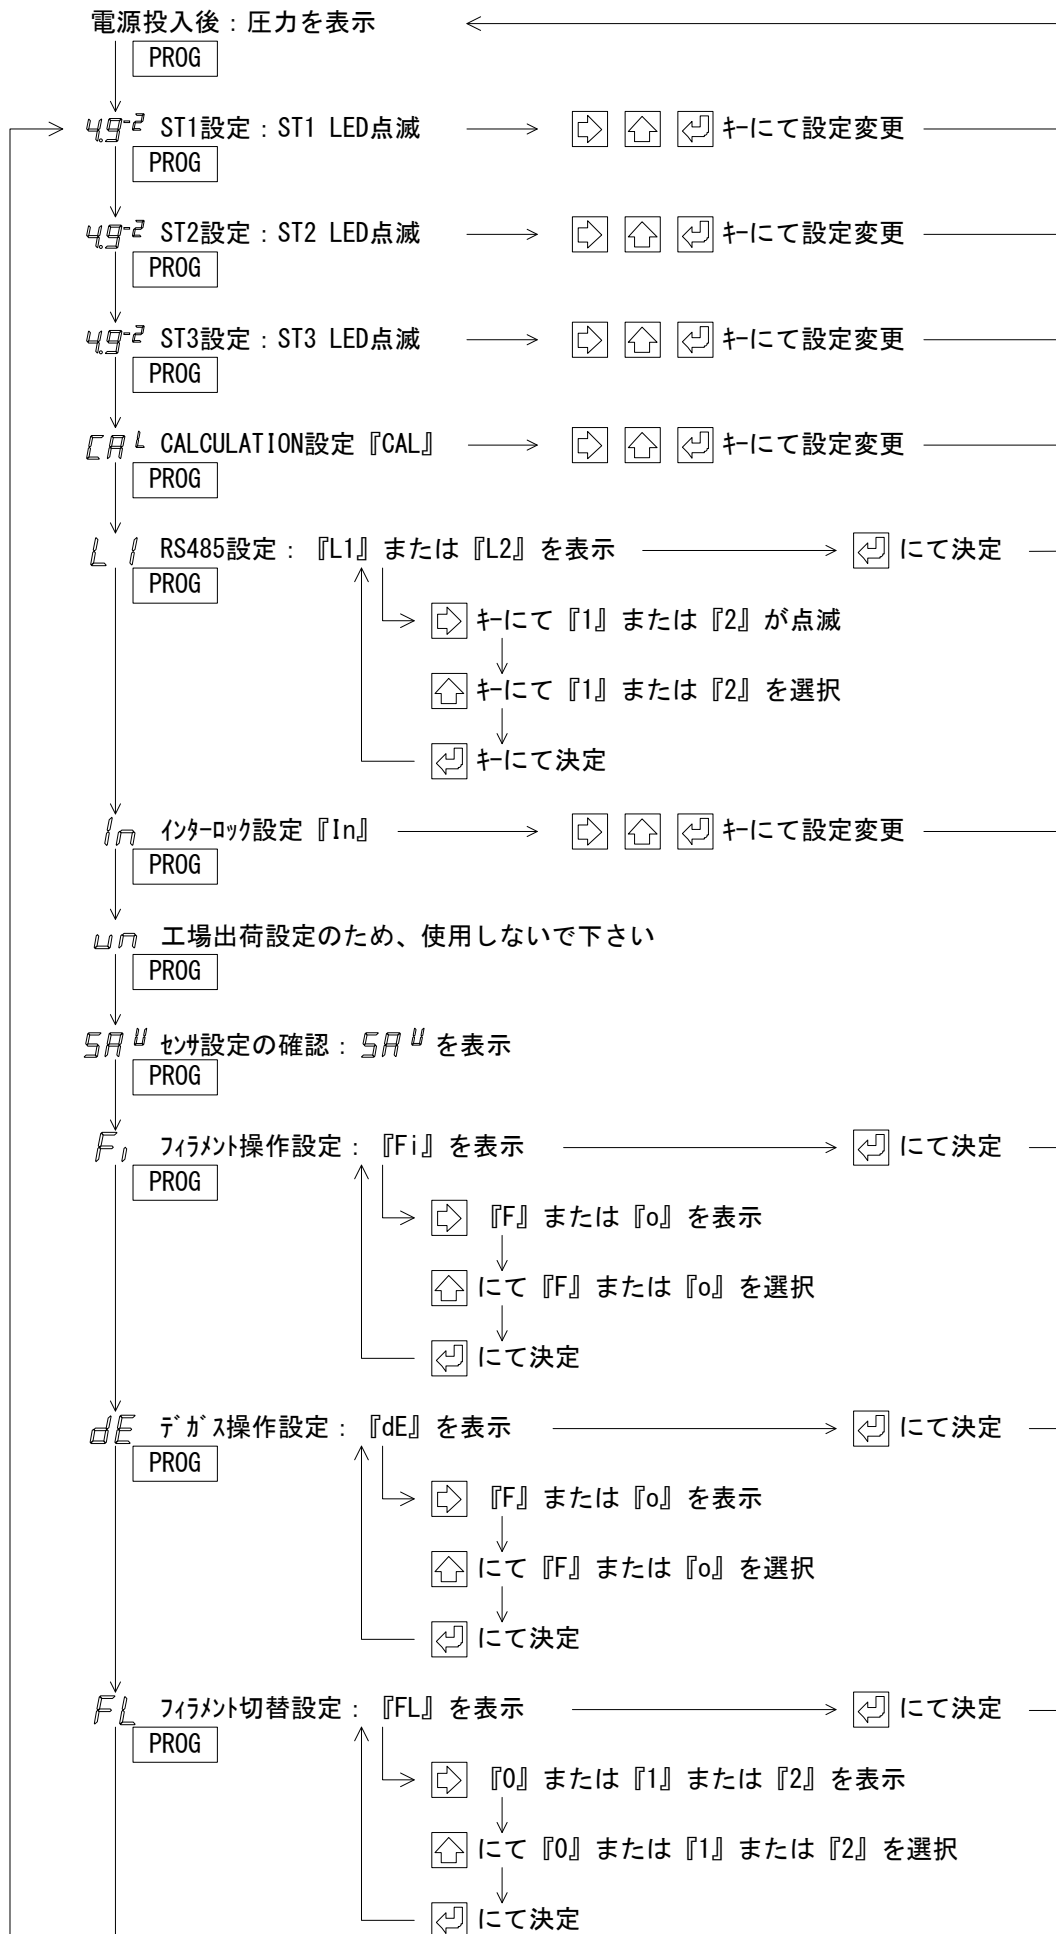 電源投入後：圧力を表示
PROG
4.9-2 ST1設定：ST1 LED点滅 ｷｰにて設定変更
PROG
4.9-2 ST2設定：ST2 LED点滅 ｷｰにて設定変更
PROG
4.9-2 ST3設定：ST3 LED点滅 ｷｰにて設定変更
PROG
CAL CALCULATION設定『CAL』 ｷｰにて設定変更
PROG
L1 RS485設定：『L1』または『L2』を表示 にて決定
PROG
ｷｰにて『1』または『2』が点滅
ｷｰにて『1』または『2』を選択
ｷｰにて決定
In ｲﾝﾀｰﾛｯｸ設定『In』 ｷｰにて設定変更
PROG
un 工場出荷設定のため、使用しないで下さい
PROG
SAU ｾﾝｻ設定の確認：SAU を表示
PROG
Fi ﾌｨﾗﾒﾝﾄ操作設定：『Fi』を表示 にて決定
PROG
『F』または『o』を表示
にて『F』または『o』を選択
にて決定
dE ﾃﾞｶﾞｽ操作設定：『dE』を表示 にて決定
PROG
『F』または『o』を表示
にて『F』または『o』を選択
にて決定
FL ﾌｨﾗﾒﾝﾄ切替設定：『FL』を表示 にて決定
PROG
『0』または『1』または『2』を表示
にて『0』または『1』または『2』を選択
にて決定